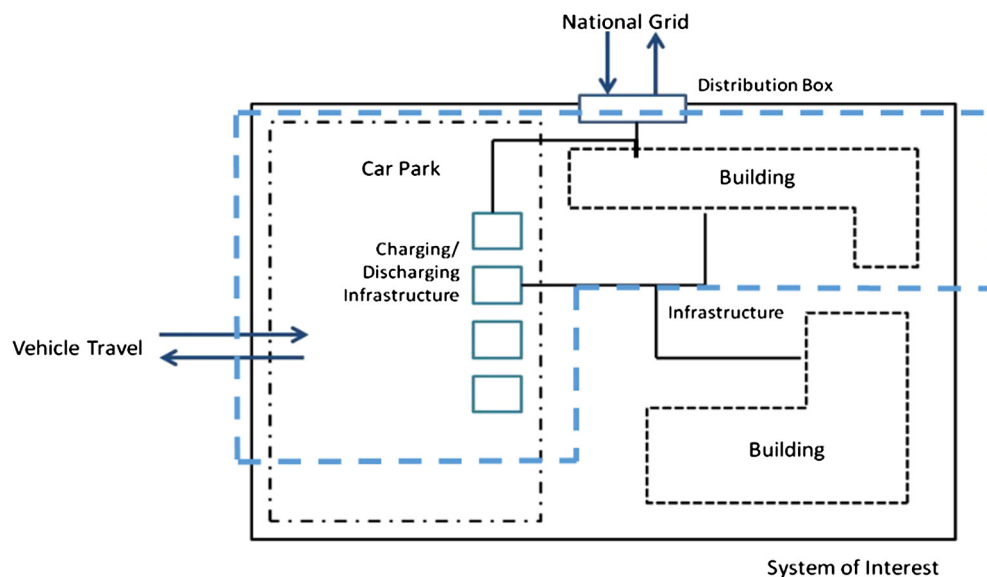 National Grid
Distribution Box
Car Park
Building
Charging/
Discharging
Infrastructure
Infrastructure
Vehicle Travel
Building
System of Interest